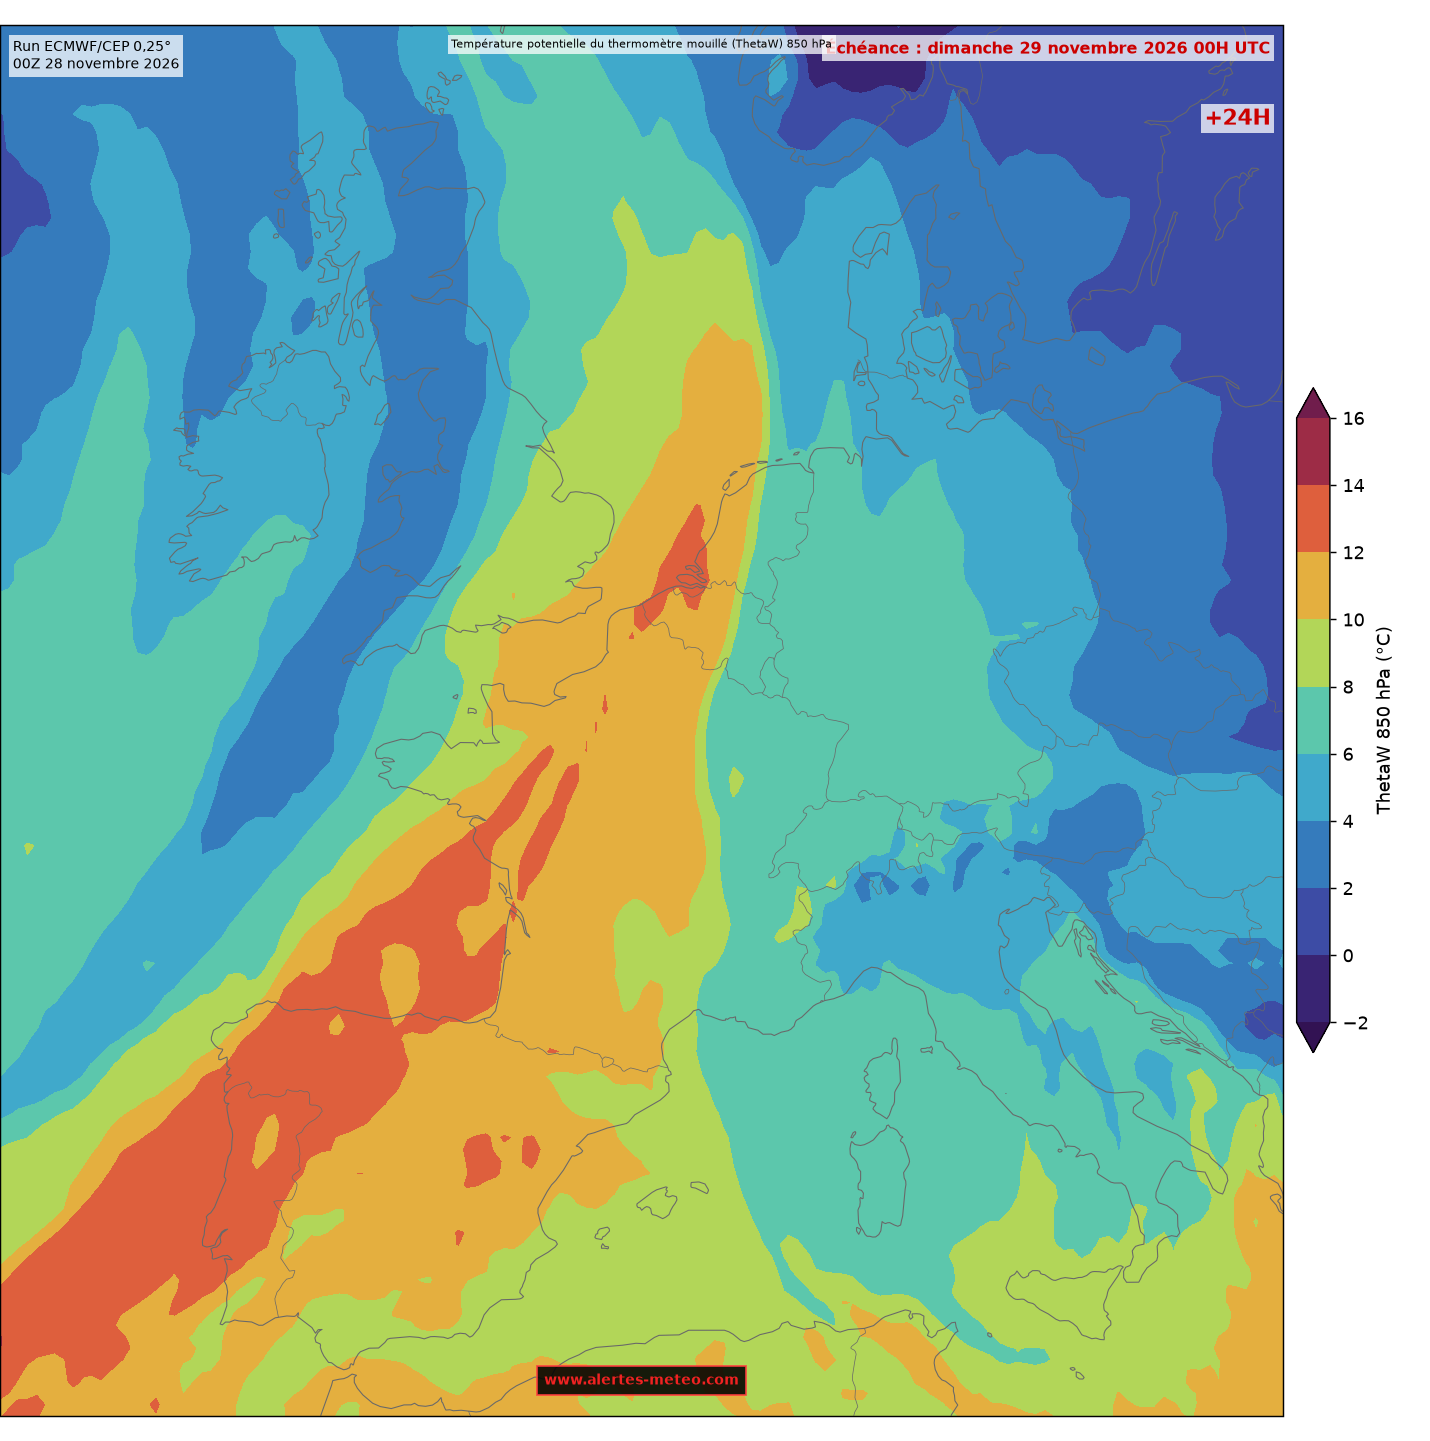 Run ECMWF/CEP 0,25°
00Z 28 novembre 2026
Température potentielle du thermomètre mouillé (ThetaW) 850 hPa
Echéance : dimanche 29 novembre 2026 00H UTC
+24H
16
14
12
10
8
6
4
2
0
−2
ThetaW 850 hPa (°C)
www.alertes-meteo.com